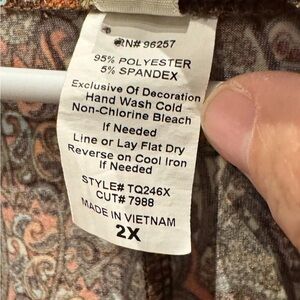 RN# 96257
95% POLYESTER
5% SPANDEX
Exclusive Of Decoration
Hand Wash Cold
Non-Chlorine Bleach
If Needed
Line or Lay Flat Dry
Reverse on Cool Iron
If Needed
STYLE# TQ246X
CUT# 7988
MADE IN VIETNAM
2X